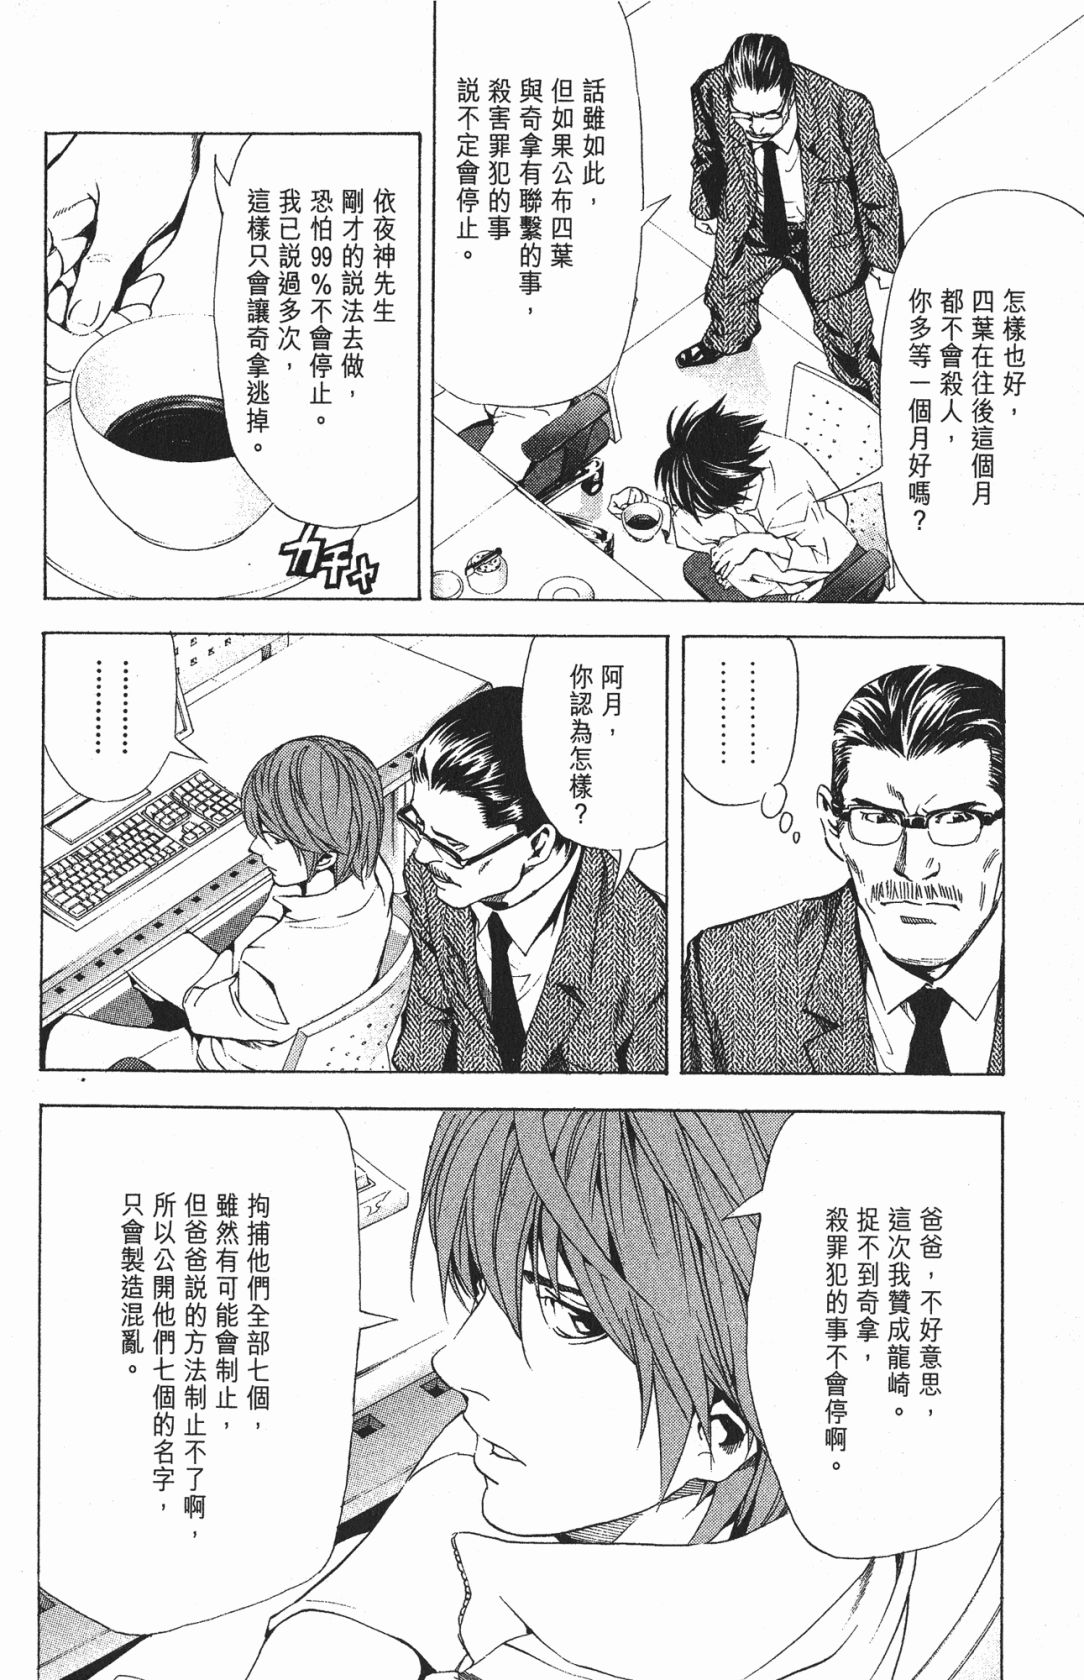 怎樣也好，
四葉在往後這個月
都不會殺人，
你多等一個月好嗎？
話雖如此，
但如果公布四葉
與奇拿有聯繫的事，
殺害罪犯的事
説不定會停止。
依夜神先生
剛才的説法去做，
恐怕99%不會停止。
我已説過多次，
這樣只會讓奇拿逃掉。
ガチャ
………
………
阿月，
你認為怎樣？
………
………
爸爸，不好意思，
這次我贊成龍崎。
捉不到奇拿，
殺罪犯的事不會停啊。
拘捕他們全部七個，
雖然有可能會制止，
但爸爸説的方法制止不了啊，
所以公開他們七個的名字，
只會製造混亂。
25